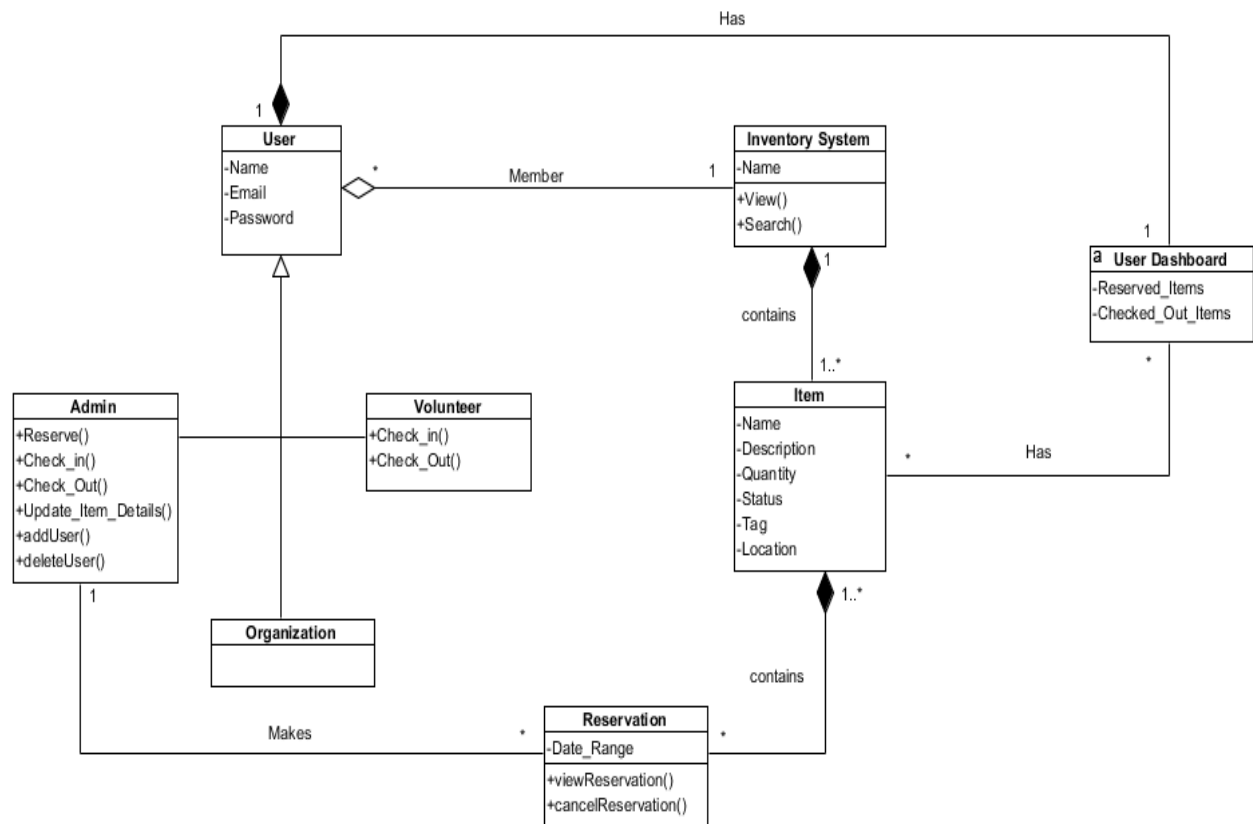 Has
1
User
-Name
-Email
-Password
*
Member
1
Inventory System
-Name
+View()
+Search()
1
contains
1..*
1
a User Dashboard
-Reserved_Items
-Checked_Out_Items
*
Admin
+Reserve()
+Check_in()
+Check_Out()
+Update_Item_Details()
+addUser()
+deleteUser()
1
Volunteer
+Check_in()
+Check_Out()
Item
-Name
-Description
-Quantity
-Status
-Tag
-Location
*
Has
1..*
Organization
contains
Makes
*
Reservation
-Date_Range
+viewReservation()
+cancelReservation()
*